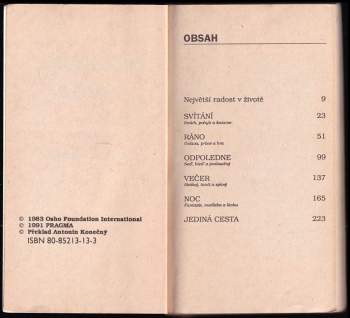 © 1983 Osho Foundation International
© 1991 PRAGMA
© Překlad Antonín Konečný
ISBN 80-85213-13-3
OBSAH
Největší radost v životě 9
SVÍTÁNÍ 23
RÁNO 51
ODPOLEDNE 99
VEČER 137
NOC 165
JEDINÁ CESTA 223